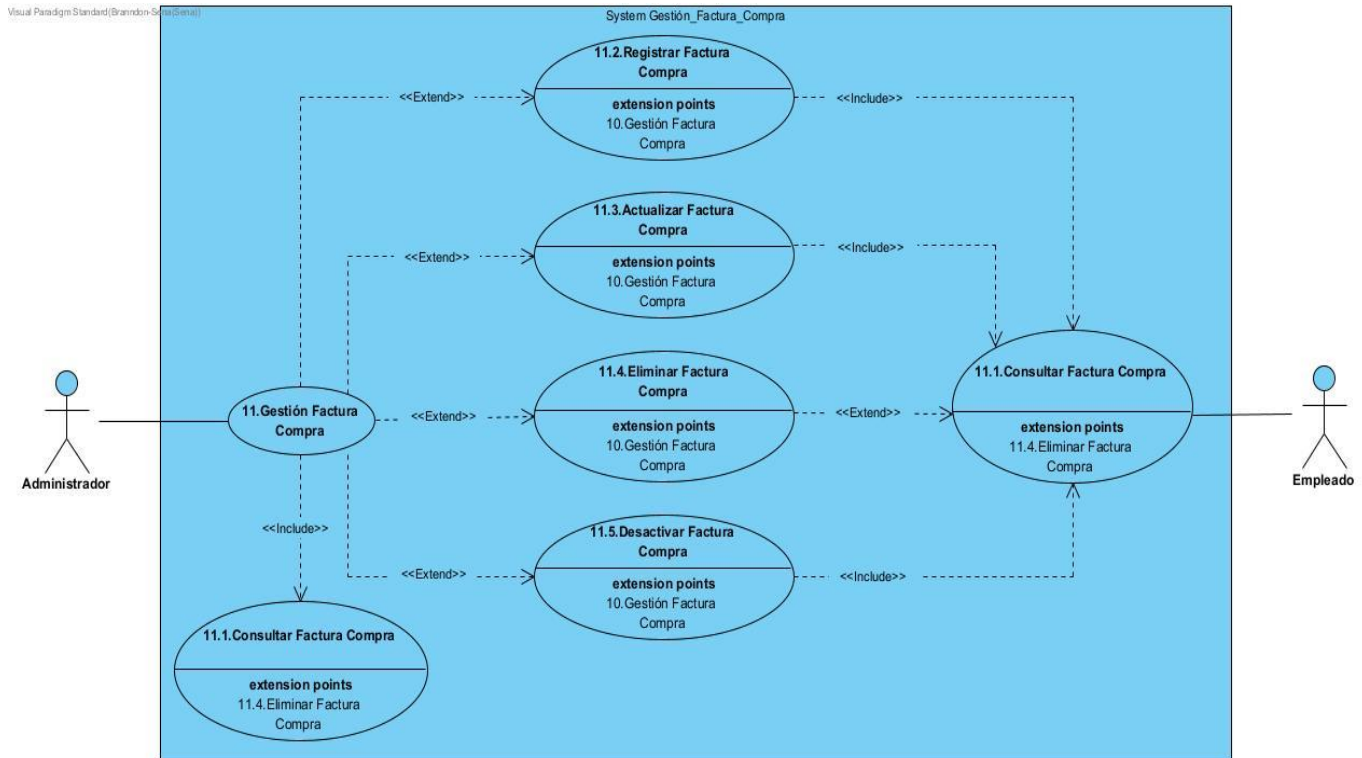 Visual Paradigm Standard(Branndon-Sena(Sena))
System Gestión_Factura_Compra
11.2.Registrar Factura
Compra
extension points
10.Gestión Factura
Compra
<<Extend>>
<<Include>>
11.3.Actualizar Factura
Compra
extension points
10.Gestión Factura
Compra
<<Extend>>
<<Include>>
11.4.Eliminar Factura
Compra
extension points
10.Gestión Factura
Compra
<<Extend>>
<<Extend>>
11.1.Consultar Factura Compra
extension points
11.4.Eliminar Factura
Compra
11.Gestión Factura
Compra
Administrador
Empleado
<<Include>>
11.5.Desactivar Factura
Compra
extension points
10.Gestión Factura
Compra
<<Extend>>
<<Include>>
11.1.Consultar Factura Compra
extension points
11.4.Eliminar Factura
Compra